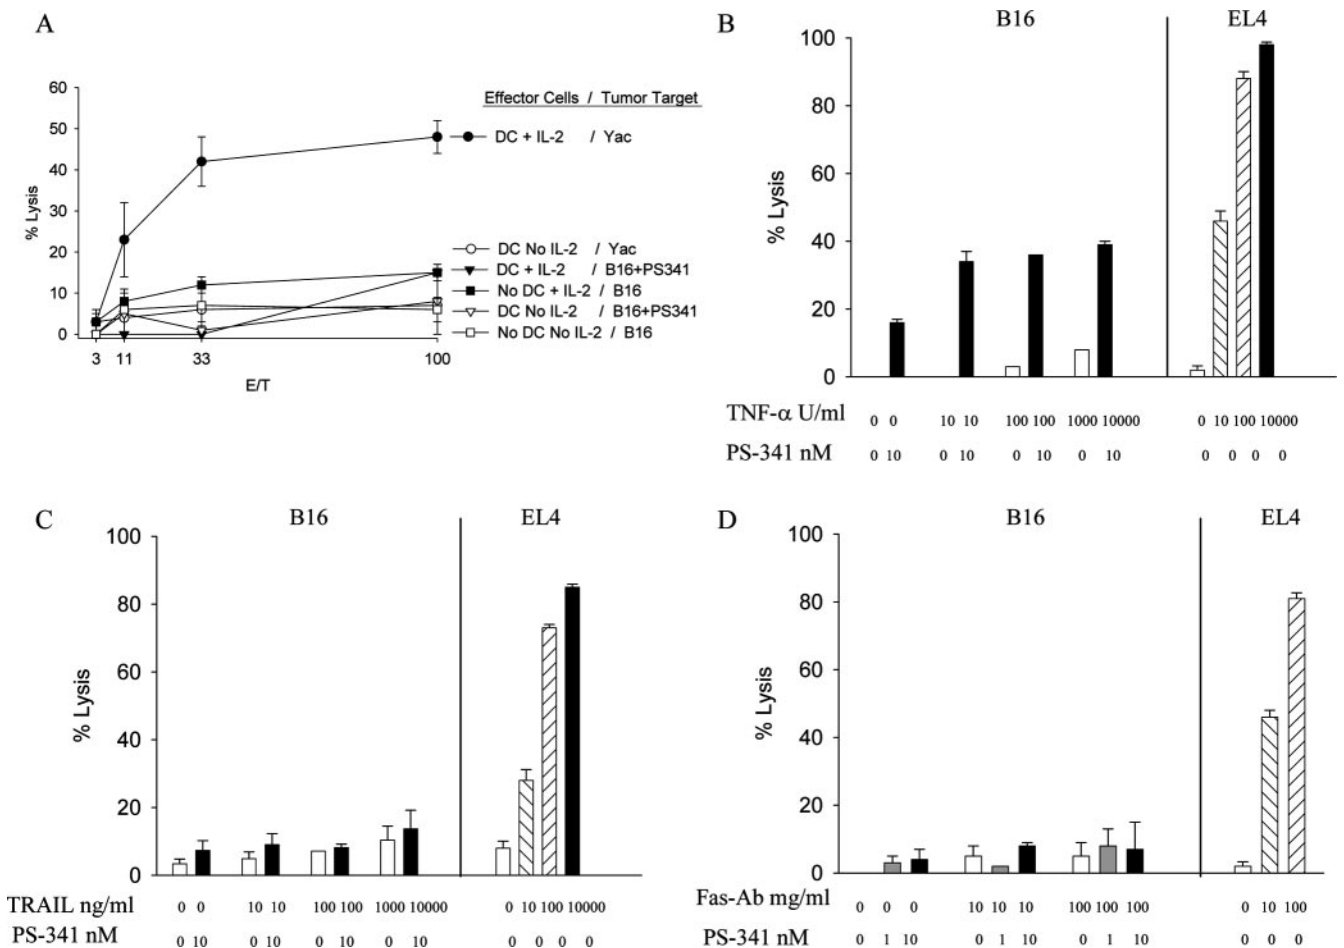 A
60
50
40
30
20
10
0
% Lysis
3 11 33 100
E/T
Effector Cells / Tumor Target
DC + IL-2 / Yac
DC No IL-2 / Yac
DC + IL-2 / B16+PS341
No DC + IL-2 / B16
DC No IL-2 / B16+PS341
No DC No IL-2 / B16
B
B16 EL4
100
80
60
40
20
0
% Lysis
TNF-α U/ml 0 0 10 10 100 100 1000 10000 0 10 100 10000
PS-341 nM 0 10 0 10 0 10 0 10 0 0 0 0
C
B16 EL4
100
80
60
40
20
0
% Lysis
TRAIL ng/ml 0 0 10 10 100 100 1000 10000 0 10 100 10000
PS-341 nM 0 10 0 10 0 10 0 10 0 0 0 0
D
B16 EL4
100
80
60
40
20
0
% Lysis
Fas-Ab mg/ml 0 0 0 10 10 10 100 100 100 0 10 100
PS-341 nM 0 1 10 0 1 10 0 1 10 0 0 0